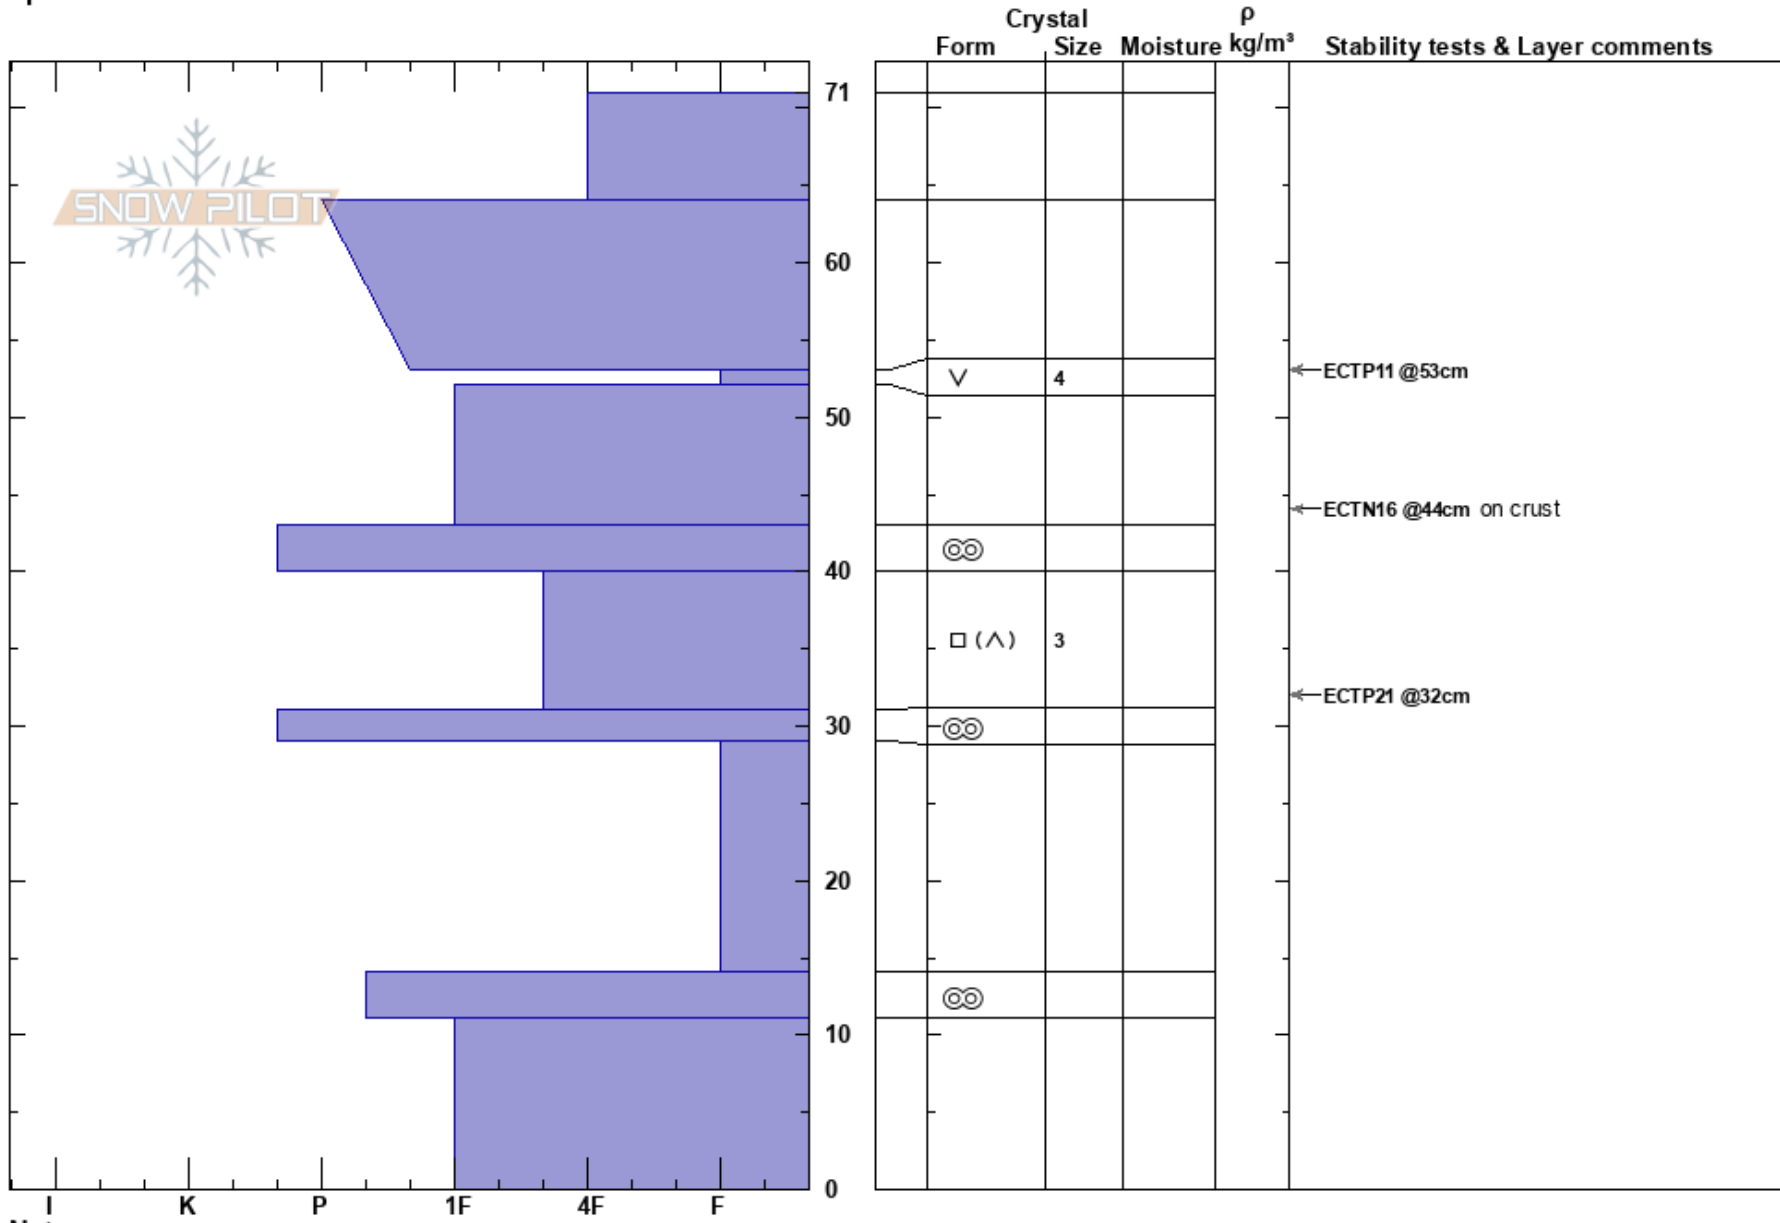 Crystal
ρ
Form Size Moisture kg/m³ Stability tests & Layer comments
71
SNOW PILOT
60
4
ECTP11 @53cm
50
ECTN16 @44cm on crust
40
3
ECTP21 @32cm
30
20
10
0
I K P 1F 4F F